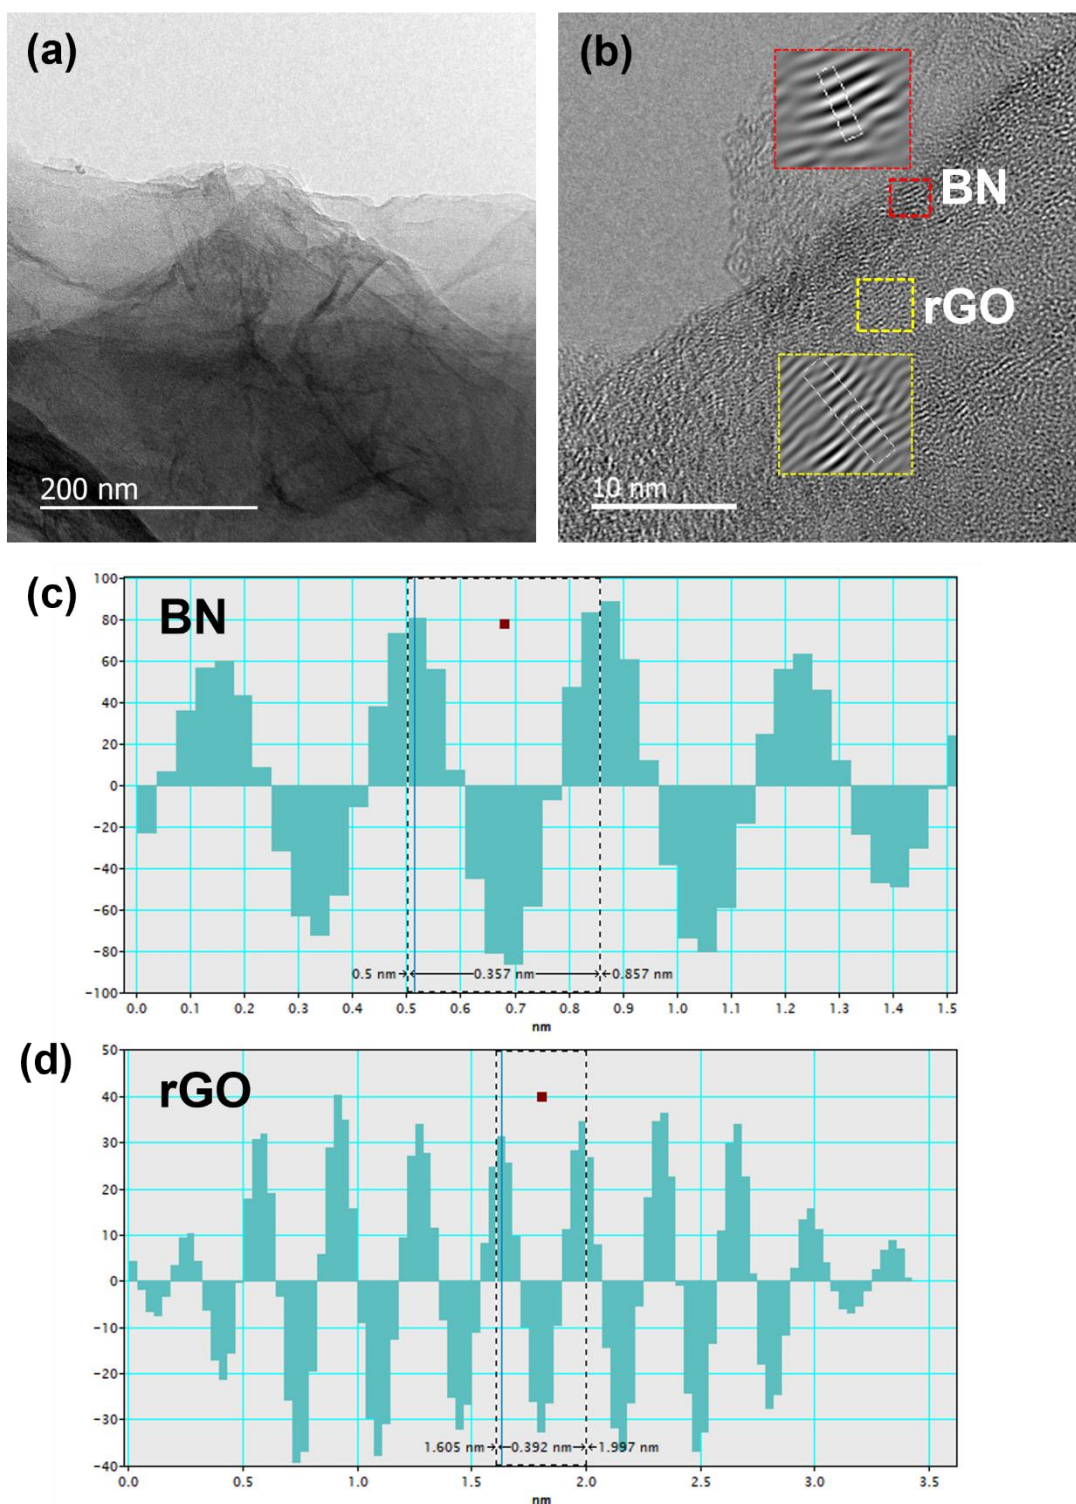 (a)
200 nm
(b)
BN
rGO
10 nm
(c)
BN
100
80
60
40
20
0
−20
−40
−60
−80
−100
0.5 nm
0.357 nm
0.857 nm
0.0 0.1 0.2 0.3 0.4 0.5 0.6 0.7 0.8 0.9 1.0 1.1 1.2 1.3 1.4 1.5
nm
(d)
rGO
50
40
30
20
10
0
−10
−20
−30
−40
1.605 nm
0.392 nm
1.997 nm
0.0 0.5 1.0 1.5 2.0 2.5 3.0 3.5
nm